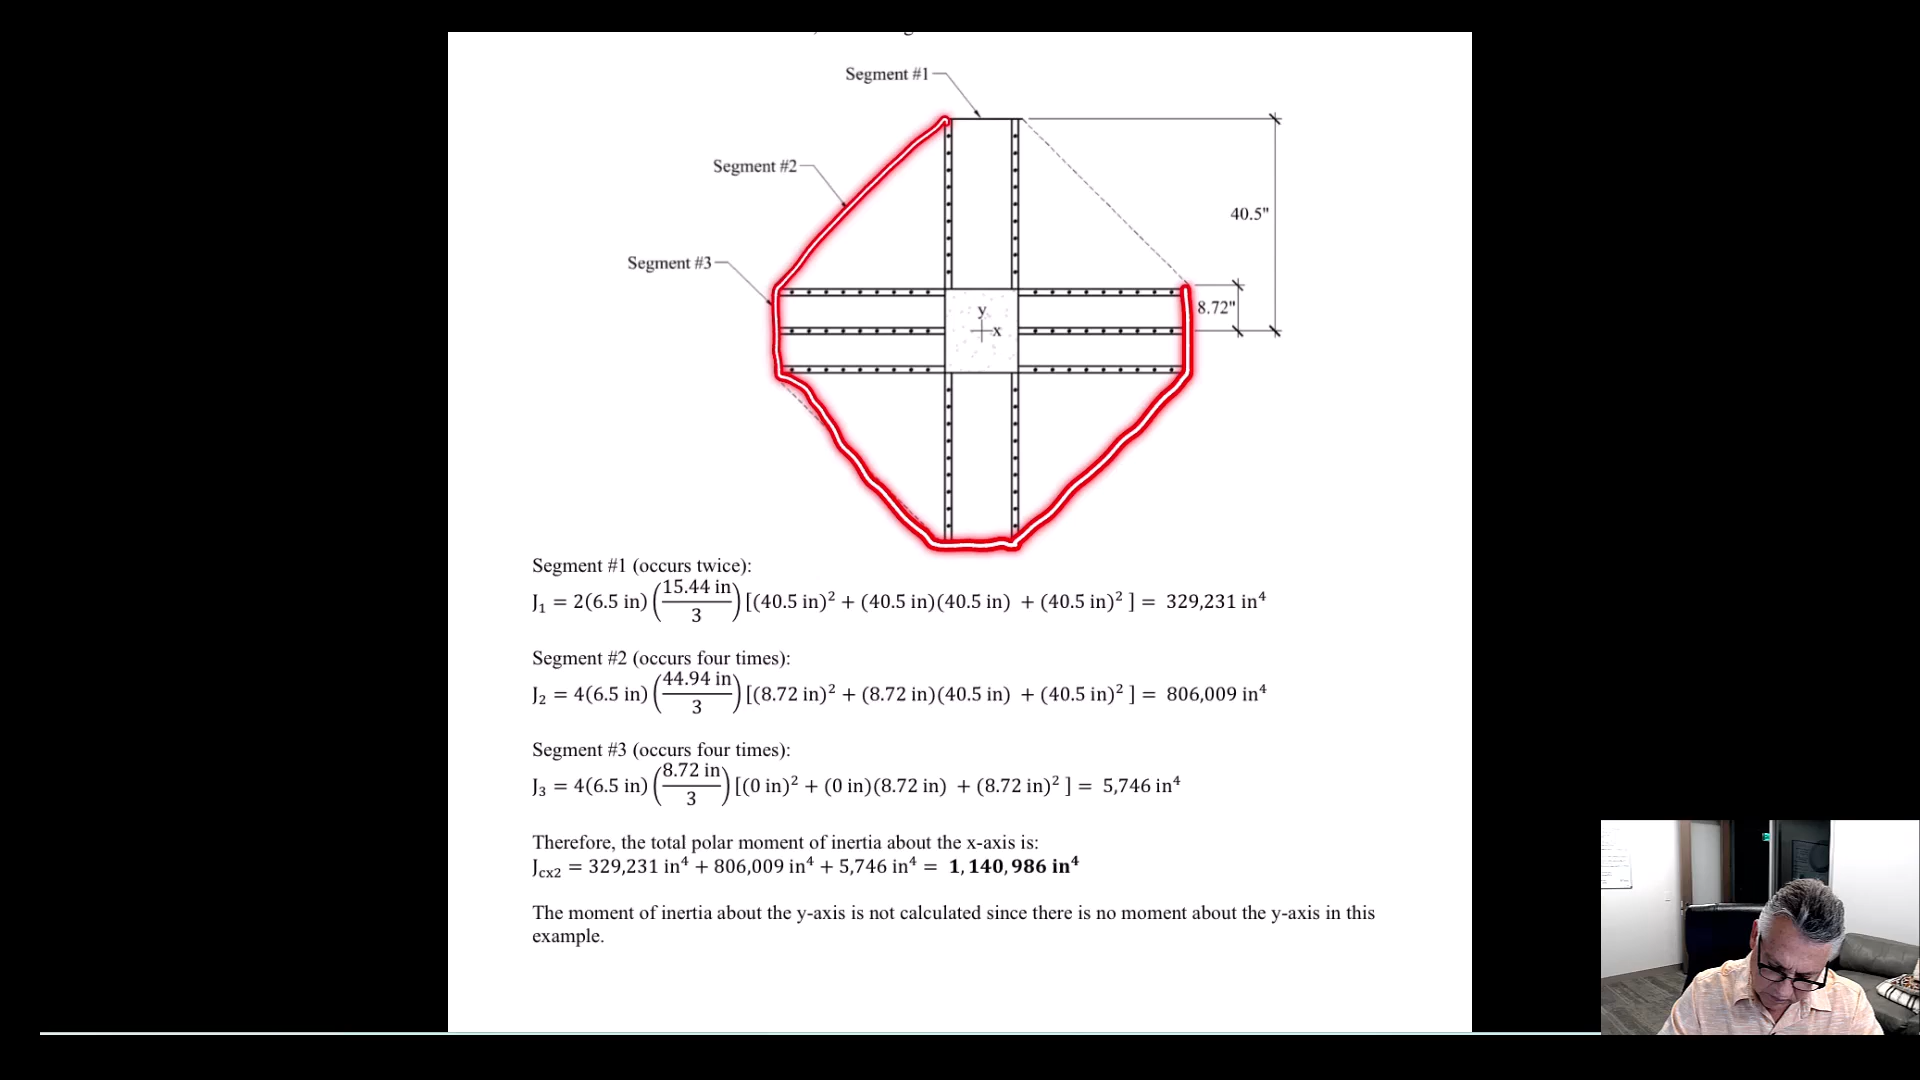 Segment #1
Segment #2
40.5"
Segment #3
8.72"
y
x
Segment #1 (occurs twice):
J₁ = 2(6.5 in) (15.44 in / 3) [(40.5 in)² + (40.5 in)(40.5 in) + (40.5 in)² ] = 329,231 in⁴
Segment #2 (occurs four times):
J₂ = 4(6.5 in) (44.94 in / 3) [(8.72 in)² + (8.72 in)(40.5 in) + (40.5 in)² ] = 806,009 in⁴
Segment #3 (occurs four times):
J₃ = 4(6.5 in) (8.72 in / 3) [(0 in)² + (0 in)(8.72 in) + (8.72 in)² ] = 5,746 in⁴
Therefore, the total polar moment of inertia about the x-axis is:
Jcx2 = 329,231 in⁴ + 806,009 in⁴ + 5,746 in⁴ = 1,140,986 in⁴
The moment of inertia about the y-axis is not calculated since there is no moment about the y-axis in this
example.